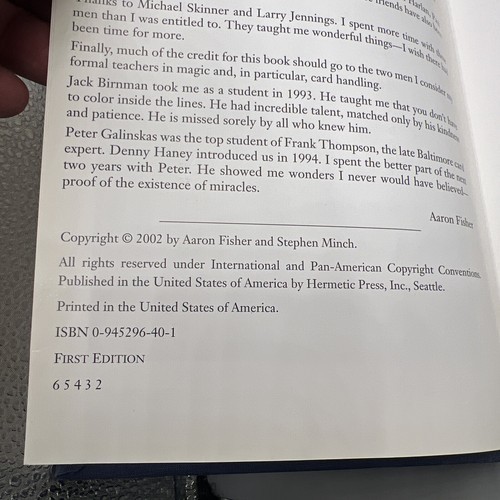 friends have also
Thanks to Michael Skinner and Larry Jennings. I spent more time with these
men than I was entitled to. They taught me wonderful things—I wish there had
been time for more.
Finally, much of the credit for this book should go to the two men I consider my
formal teachers in magic and, in particular, card handling.
Jack Birnman took me as a student in 1993. He taught me that you don't have
to color inside the lines. He had incredible talent, matched only by his kindness
and patience. He is missed sorely by all who knew him.
Peter Galinskas was the top student of Frank Thompson, the late Baltimore card
expert. Denny Haney introduced us in 1994. I spent the better part of the next
two years with Peter. He showed me wonders I never would have believed—
proof of the existence of miracles.
Aaron Fisher
Copyright © 2002 by Aaron Fisher and Stephen Minch.
All rights reserved under International and Pan-American Copyright Conventions.
Published in the United States of America by Hermetic Press, Inc., Seattle.
Printed in the United States of America.
ISBN 0-945296-40-1
FIRST EDITION
6 5 4 3 2